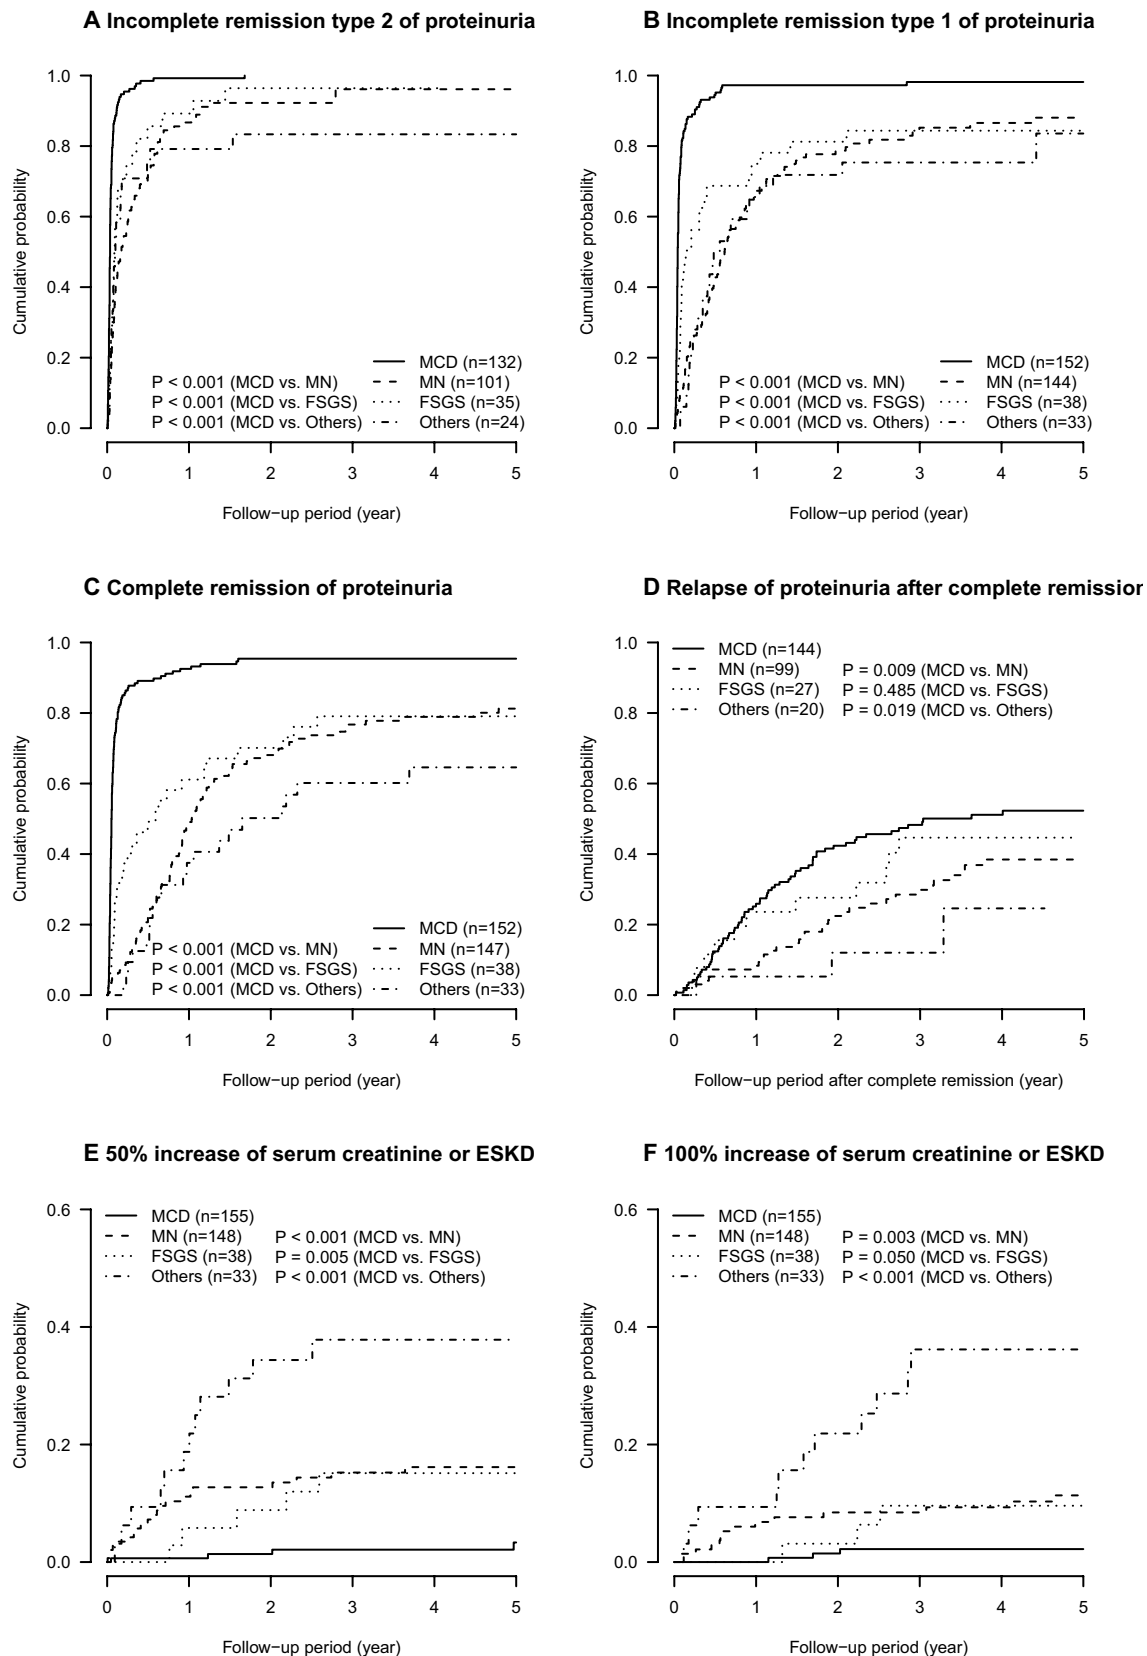 A Incomplete remission type 2 of proteinuria
1.0
0.8
0.6
0.4
0.2
0.0
Cumulative probability
P < 0.001 (MCD vs. MN)
P < 0.001 (MCD vs. FSGS)
P < 0.001 (MCD vs. Others)
MCD (n=132)
MN (n=101)
FSGS (n=35)
Others (n=24)
0 1 2 3 4 5
Follow−up period (year)
B Incomplete remission type 1 of proteinuria
1.0
0.8
0.6
0.4
0.2
0.0
Cumulative probability
P < 0.001 (MCD vs. MN)
P < 0.001 (MCD vs. FSGS)
P < 0.001 (MCD vs. Others)
MCD (n=152)
MN (n=144)
FSGS (n=38)
Others (n=33)
0 1 2 3 4 5
Follow−up period (year)
C Complete remission of proteinuria
1.0
0.8
0.6
0.4
0.2
0.0
Cumulative probability
P < 0.001 (MCD vs. MN)
P < 0.001 (MCD vs. FSGS)
P < 0.001 (MCD vs. Others)
MCD (n=152)
MN (n=147)
FSGS (n=38)
Others (n=33)
0 1 2 3 4 5
Follow−up period (year)
D Relapse of proteinuria after complete remission
1.0
0.8
0.6
0.4
0.2
0.0
Cumulative probability
MCD (n=144)
MN (n=99)
FSGS (n=27)
Others (n=20)
P = 0.009 (MCD vs. MN)
P = 0.485 (MCD vs. FSGS)
P = 0.019 (MCD vs. Others)
0 1 2 3 4 5
Follow−up period after complete remission (year)
E 50% increase of serum creatinine or ESKD
0.6
0.4
0.2
0.0
Cumulative probability
MCD (n=155)
MN (n=148)
FSGS (n=38)
Others (n=33)
P < 0.001 (MCD vs. MN)
P = 0.005 (MCD vs. FSGS)
P < 0.001 (MCD vs. Others)
0 1 2 3 4 5
Follow−up period (year)
F 100% increase of serum creatinine or ESKD
0.6
0.4
0.2
0.0
Cumulative probability
MCD (n=155)
MN (n=148)
FSGS (n=38)
Others (n=33)
P = 0.003 (MCD vs. MN)
P = 0.050 (MCD vs. FSGS)
P < 0.001 (MCD vs. Others)
0 1 2 3 4 5
Follow−up period (year)